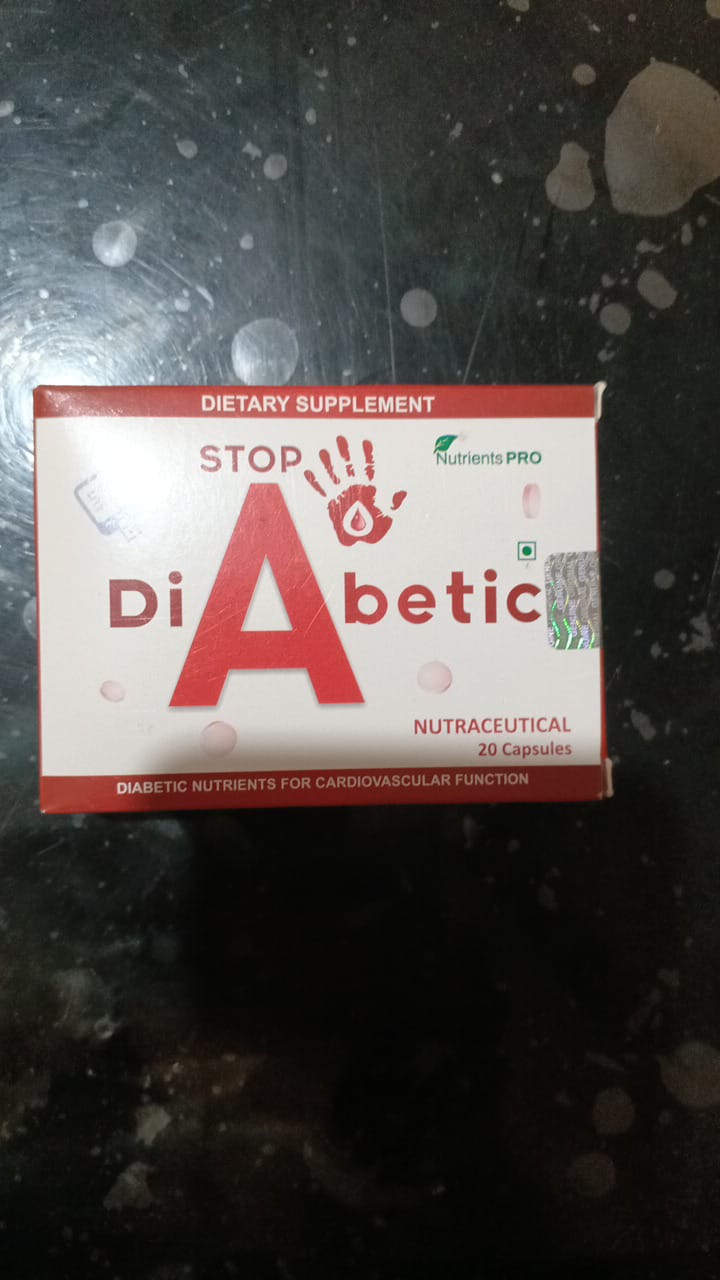 DIETARY SUPPLEMENT
STOP
Nutrients PRO
DiAbetic
NUTRACEUTICAL
20 Capsules
DIABETIC NUTRIENTS FOR CARDIOVASCULAR FUNCTION